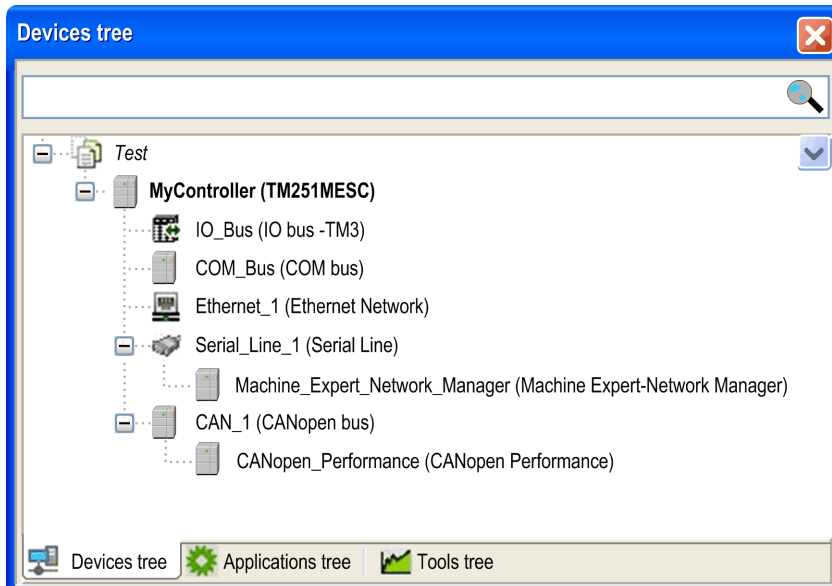 Devices tree
Test
MyController (TM251MESC)
IO_Bus (IO bus -TM3)
COM_Bus (COM bus)
Ethernet_1 (Ethernet Network)
Serial_Line_1 (Serial Line)
Machine_Expert_Network_Manager (Machine Expert-Network Manager)
CAN_1 (CANopen bus)
CANopen_Performance (CANopen Performance)
Devices tree Applications tree Tools tree